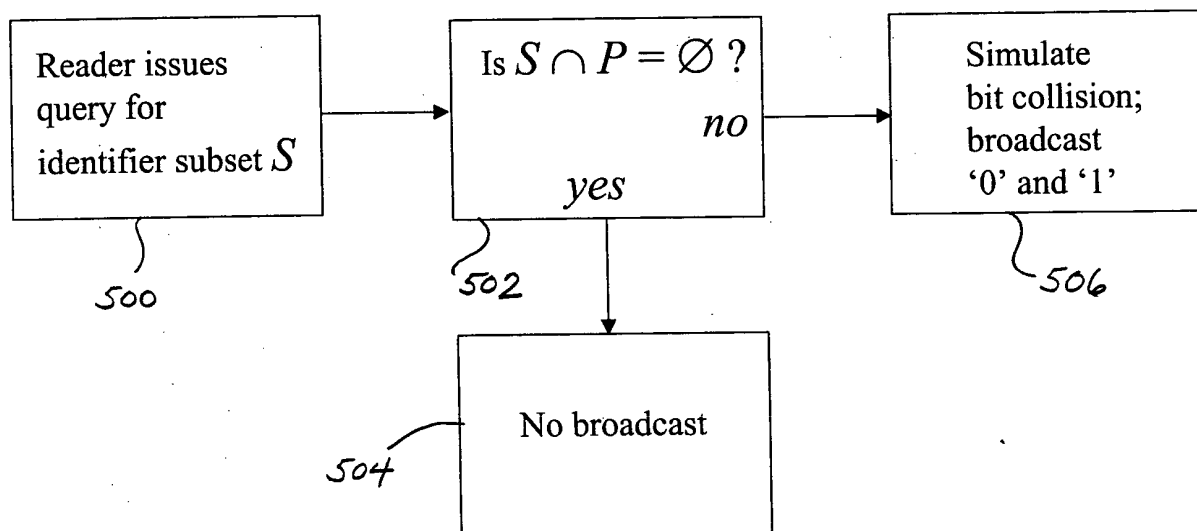 Reader issues
query for
identifier subset S
500
Is S ∩ P = ∅ ?
no
yes
502
Simulate
bit collision;
broadcast
‘0’ and ‘1’
506
No broadcast
504